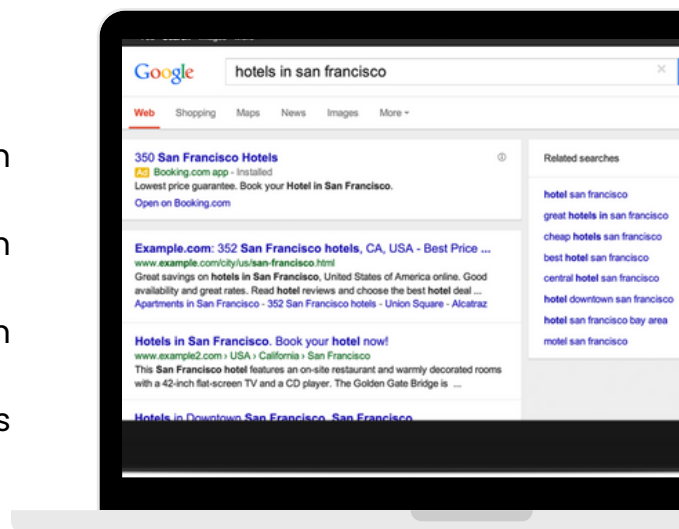 n
n
n
s
Google
hotels in san francisco ×
Web Shopping Maps News Images More
350 San Francisco Hotels
Ad Booking.com app - Installed
Lowest price guarantee. Book your Hotel in San Francisco.
Open on Booking.com
Example.com: 352 San Francisco hotels, CA, USA - Best Price ...
www.example.com/city/us/san-francisco.html
Great savings on hotels in San Francisco, United States of America online. Good
availability and great rates. Read hotel reviews and choose the best hotel deal ...
Apartments in San Francisco - 352 San Francisco hotels - Union Square - Alcatraz
Hotels in San Francisco. Book your hotel now!
www.example2.com › USA › California › San Francisco
This San Francisco hotel features an on-site restaurant and warmly decorated rooms
with a 42-inch flat-screen TV and a CD player. The Golden Gate Bridge is ...
Hotels in Downtown San Francisco, San Francisco
Related searches
hotel san francisco
great hotels in san francisco
cheap hotels san francisco
best hotel san francisco
central hotel san francisco
hotel downtown san francisco
hotel san francisco bay area
motel san francisco